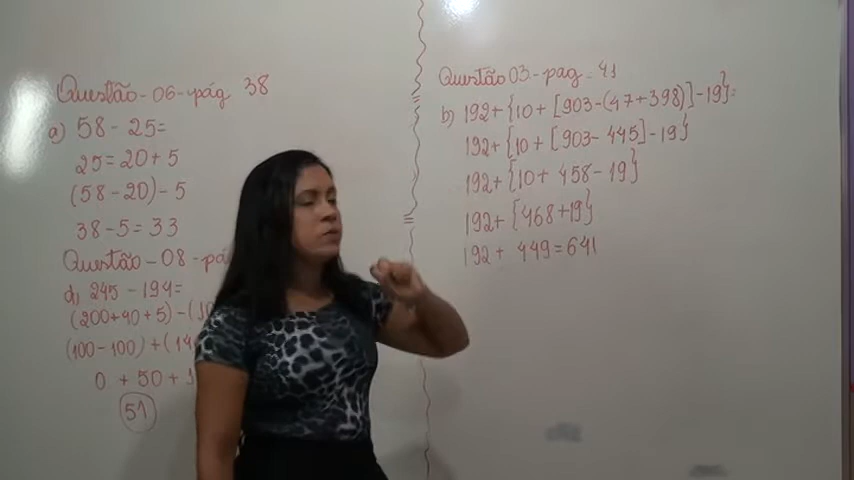 Questão - 06 - pág 38
a) 58 - 25 =
25 = 20 + 5
(58 - 20) - 5
38 - 5 = 33
Questão - 08 -
d) 245 - 194 =
(200 + 40 + 5) - (10
(100 - 100) + (14
0 + 50 + 1
51
Questão 03 - pag - 41
b) 192 + {10 + [903 - (47 + 398)] - 19} =
192 + {10 + [903 - 445] - 19}
192 + {10 + 458 - 19}
192 + {468 + 19}
192 + 449 = 641